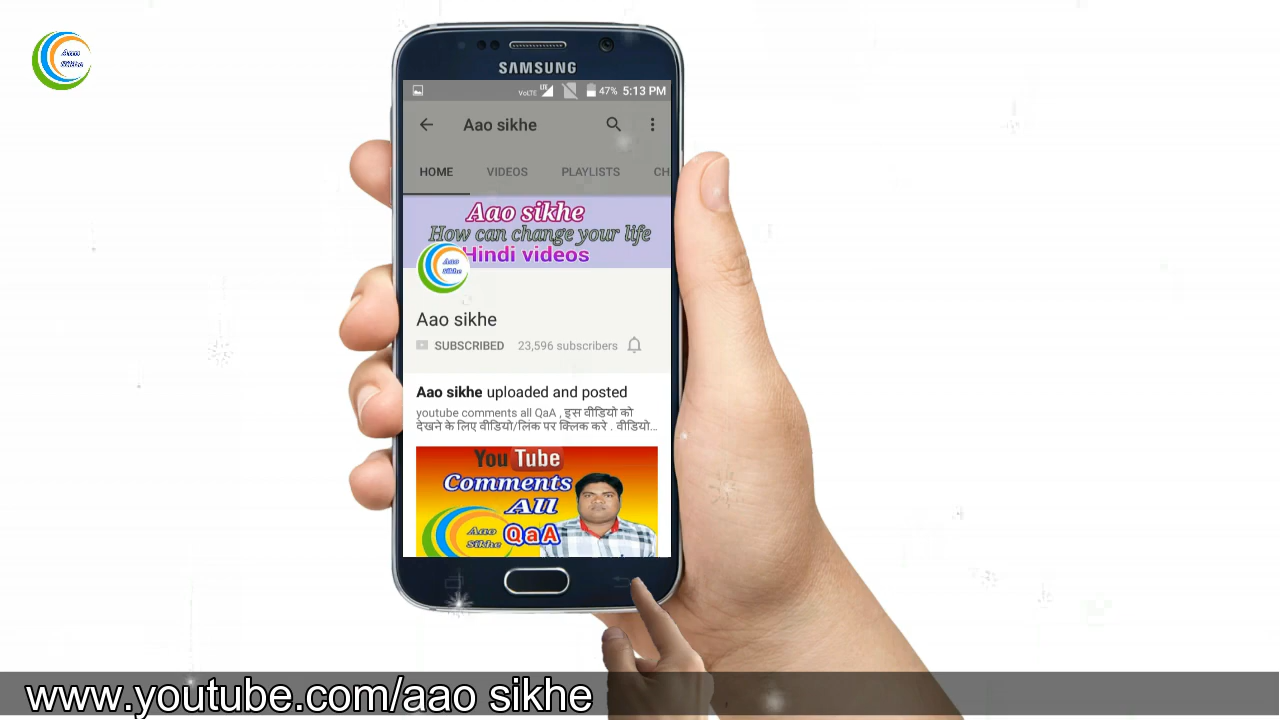 Aao
Sikhe
SAMSUNG
VoLTE LTE 47% 5:13 PM
Aao sikhe
HOME VIDEOS PLAYLISTS CH
Aao sikhe
How can change your life
Hindi videos
Aao
Sikhe
Aao sikhe
SUBSCRIBED 23,596 subscribers
Aao sikhe uploaded and posted
youtube comments all QaA , इस वीडियो को
देखने के लिए वीडियो/लिंक पर क्लिक करे . वीडियो...
YouTube
Comments
All
QaA
Aao
Sikhe
www.youtube.com/aao sikhe